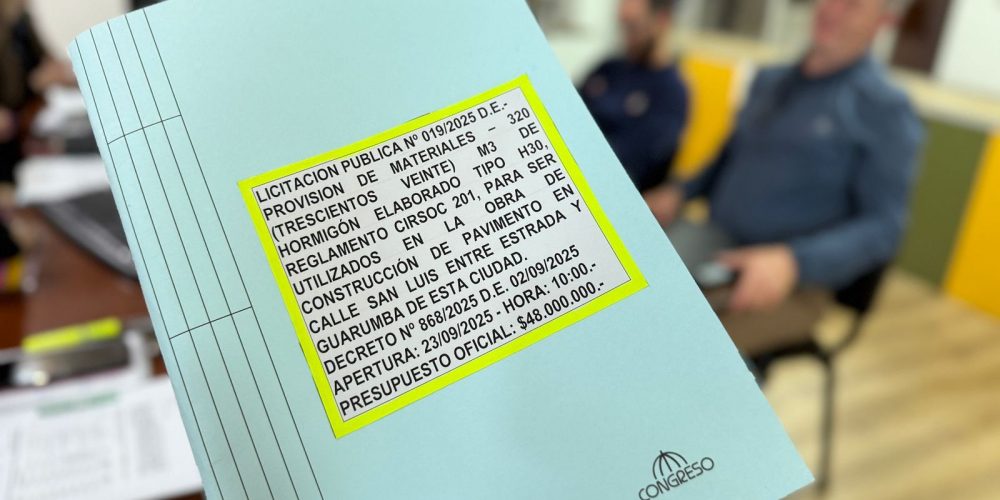 LICITACION PUBLICA Nº 019/2025 D.E.-
PROVISION DE MATERIALES – 320
(TRESCIENTOS VEINTE) M3 DE
HORMIGÓN ELABORADO TIPO H30,
REGLAMENTO CIRSOC 201, PARA SER
UTILIZADOS EN LA OBRA DE
CONSTRUCCIÓN DE PAVIMENTO EN
CALLE SAN LUIS ENTRE ESTRADA Y
GUARUMBA DE ESTA CIUDAD.
DECRETO Nº 868/2025 D.E. 02/09/2025
APERTURA: 23/09/2025 - HORA: 10:00.-
PRESUPUESTO OFICIAL: $48.000.000.-
CONGRESO